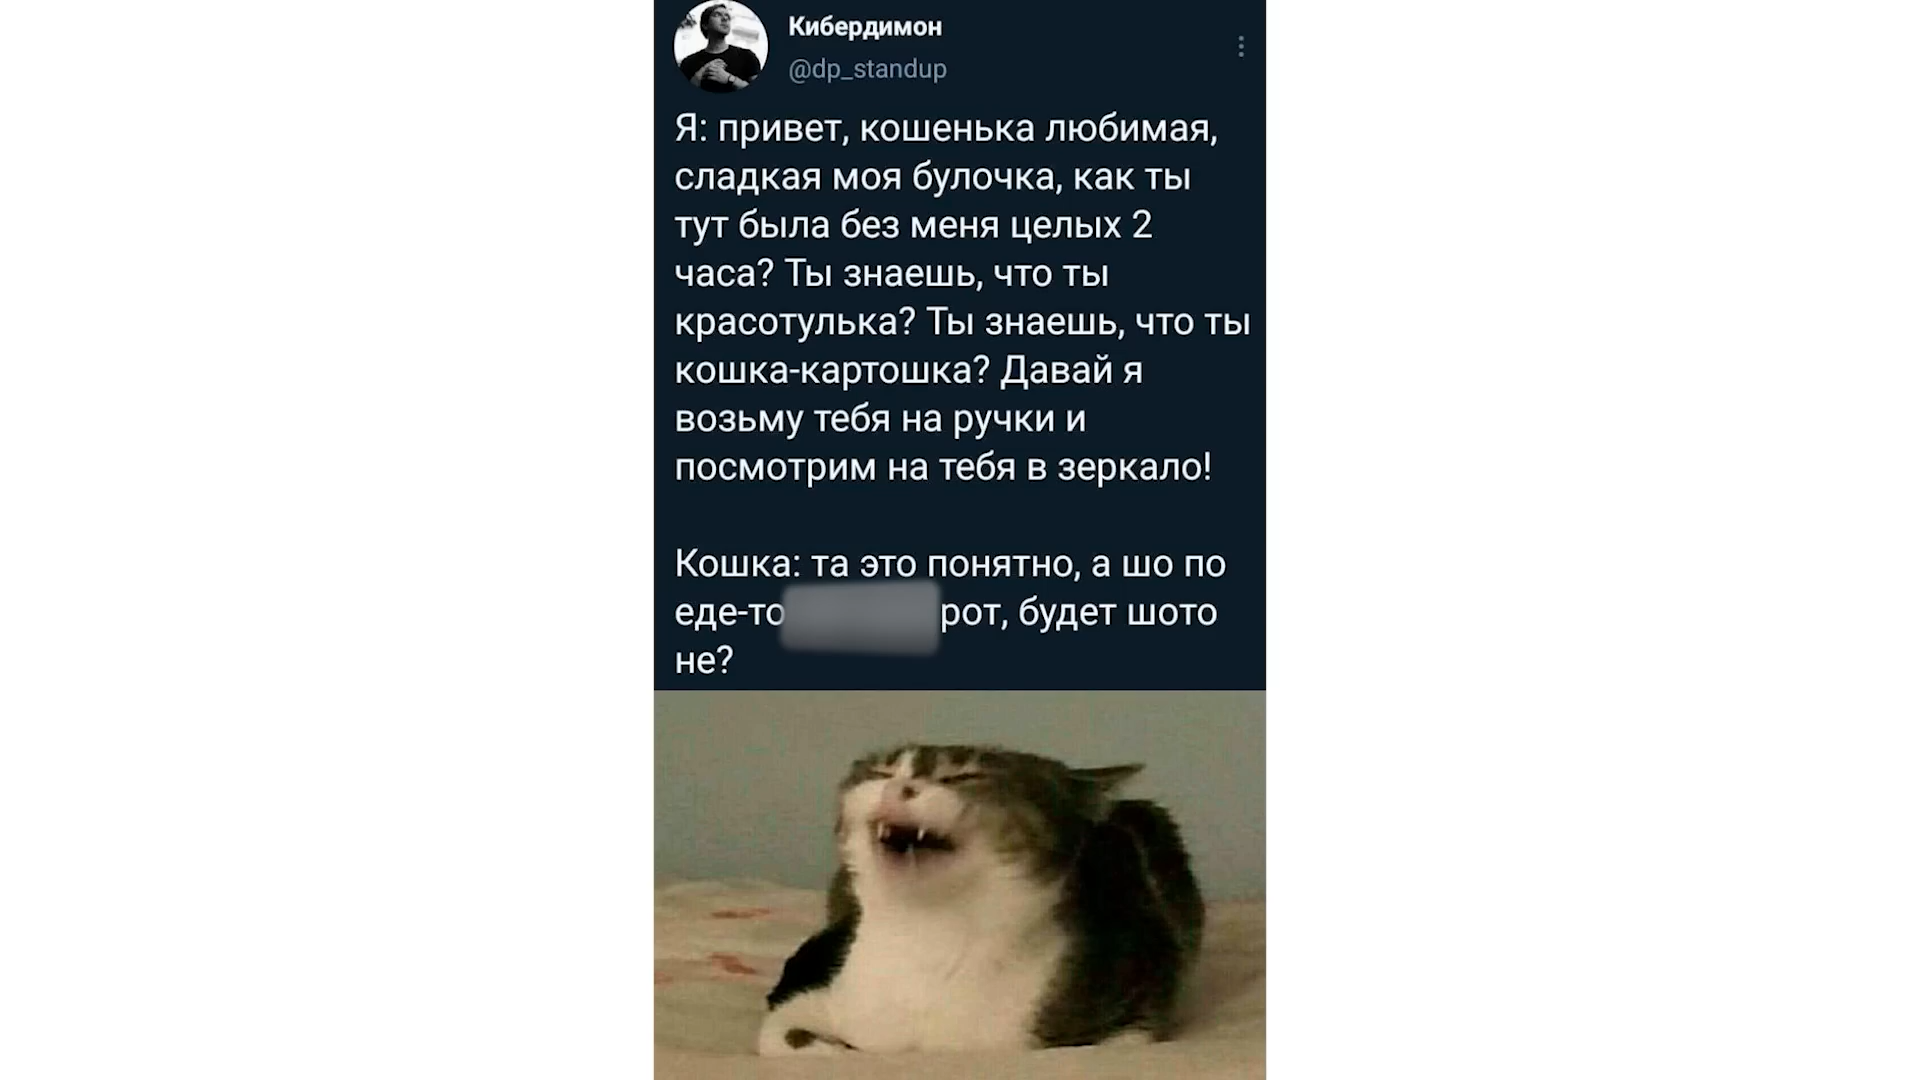 Кибердимон
@dp_standup
Я: привет, кошенька любимая,
сладкая моя булочка, как ты
тут была без меня целых 2
часа? Ты знаешь, что ты
красотулька? Ты знаешь, что ты
кошка-картошка? Давай я
возьму тебя на ручки и
посмотрим на тебя в зеркало!
Кошка: та это понятно, а шо по
еде-то рот, будет шото
не?